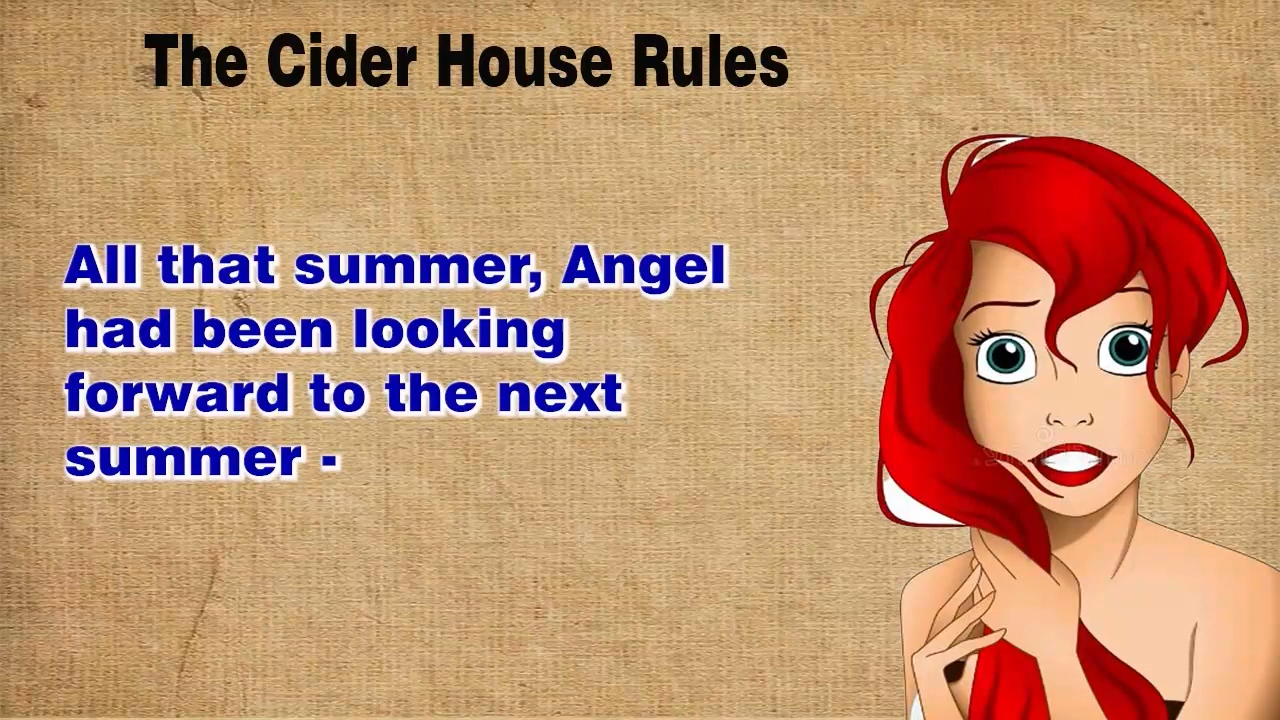 The Cider House Rules
All that summer, Angel
had been looking
forward to the next
summer -